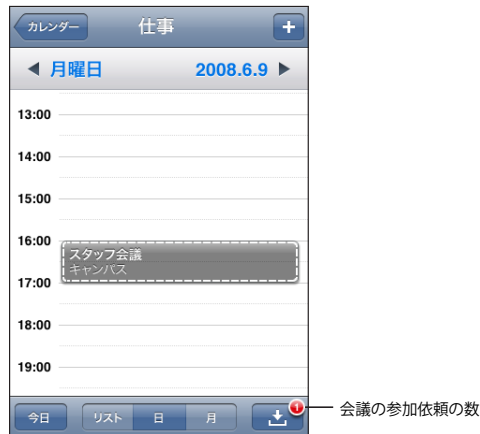 カレンダー 仕事 +
月曜日 2008.6.9
13:00
14:00
15:00
16:00
スタッフ会議
キャンパス
17:00
18:00
19:00
今日 リスト 日 月 1
会議の参加依頼の数